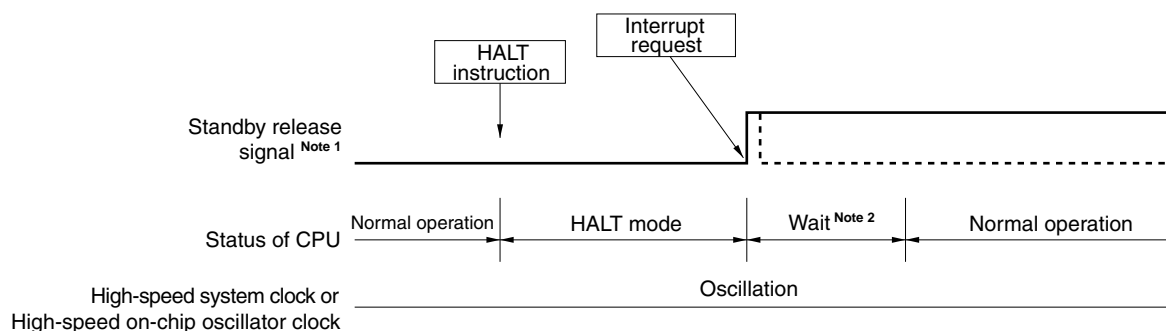 HALT
instruction
Interrupt
request
Standby release
signal Note 1
Status of CPU
Normal operation
HALT mode
Wait Note 2
Normal operation
High-speed system clock or
High-speed on-chip oscillator clock
Oscillation